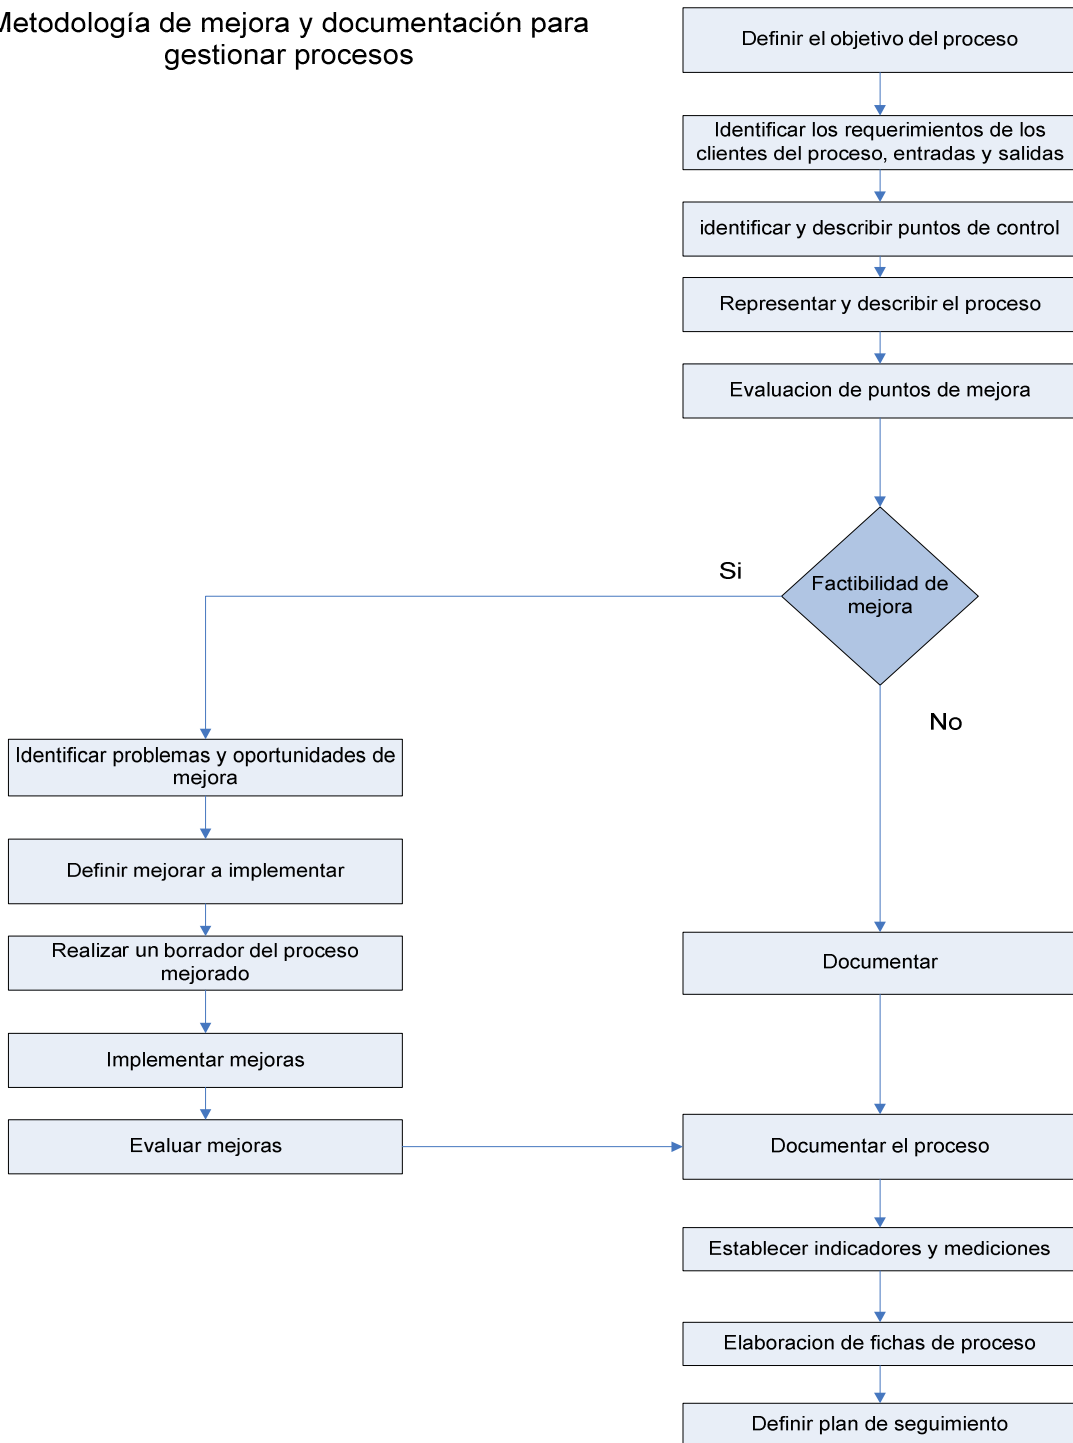 Metodología de mejora y documentación para
gestionar procesos
Definir el objetivo del proceso
Identificar los requerimientos de los
clientes del proceso, entradas y salidas
identificar y describir puntos de control
Representar y describir el proceso
Evaluacion de puntos de mejora
Factibilidad de
mejora
Si
No
Identificar problemas y oportunidades de
mejora
Definir mejorar a implementar
Realizar un borrador del proceso
mejorado
Implementar mejoras
Evaluar mejoras
Documentar
Documentar el proceso
Establecer indicadores y mediciones
Elaboracion de fichas de proceso
Definir plan de seguimiento